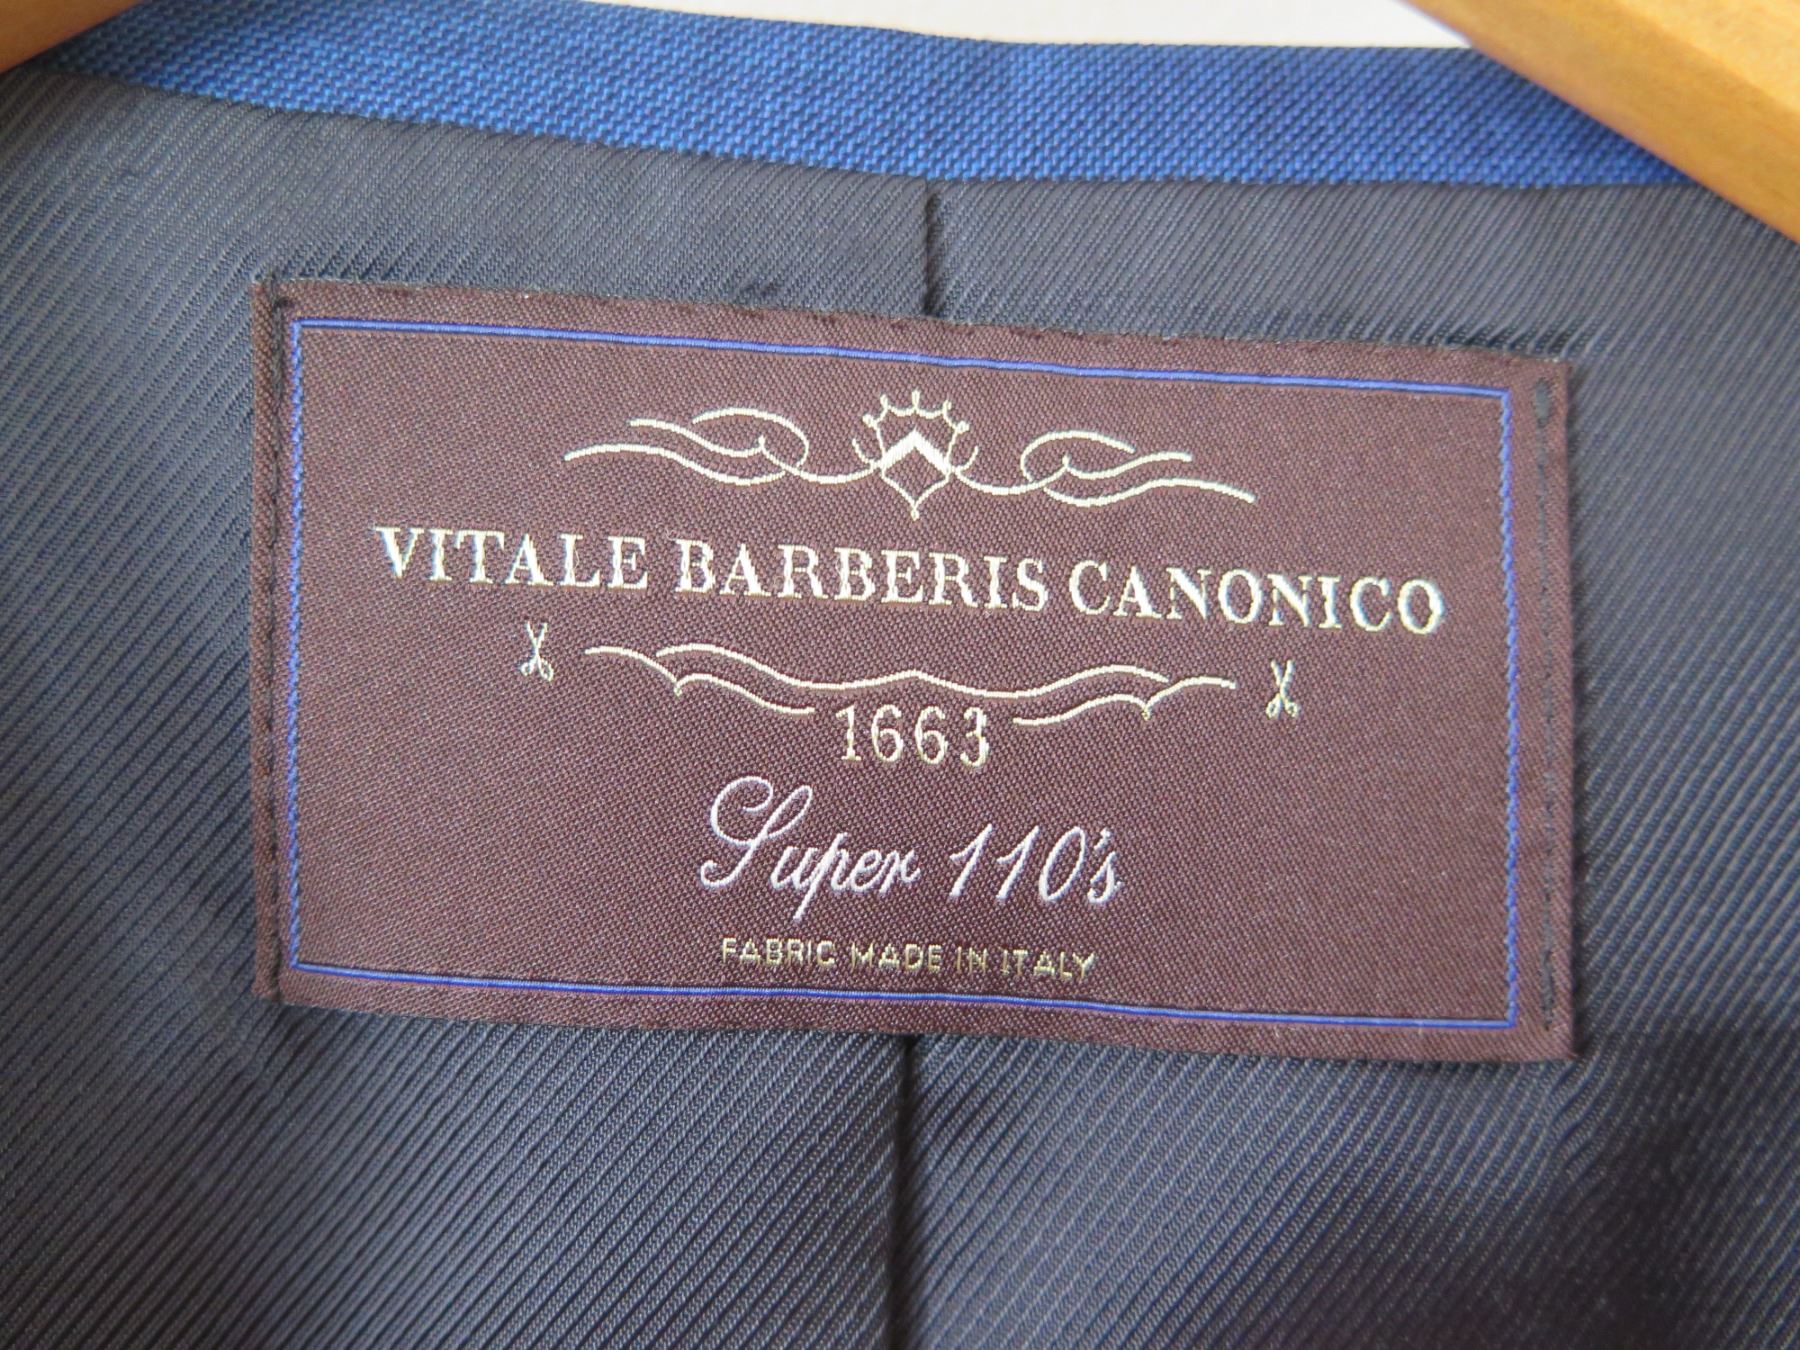 VITALE BARBERIS CANONICO
1663
Super 110's
FABRIC MADE IN ITALY